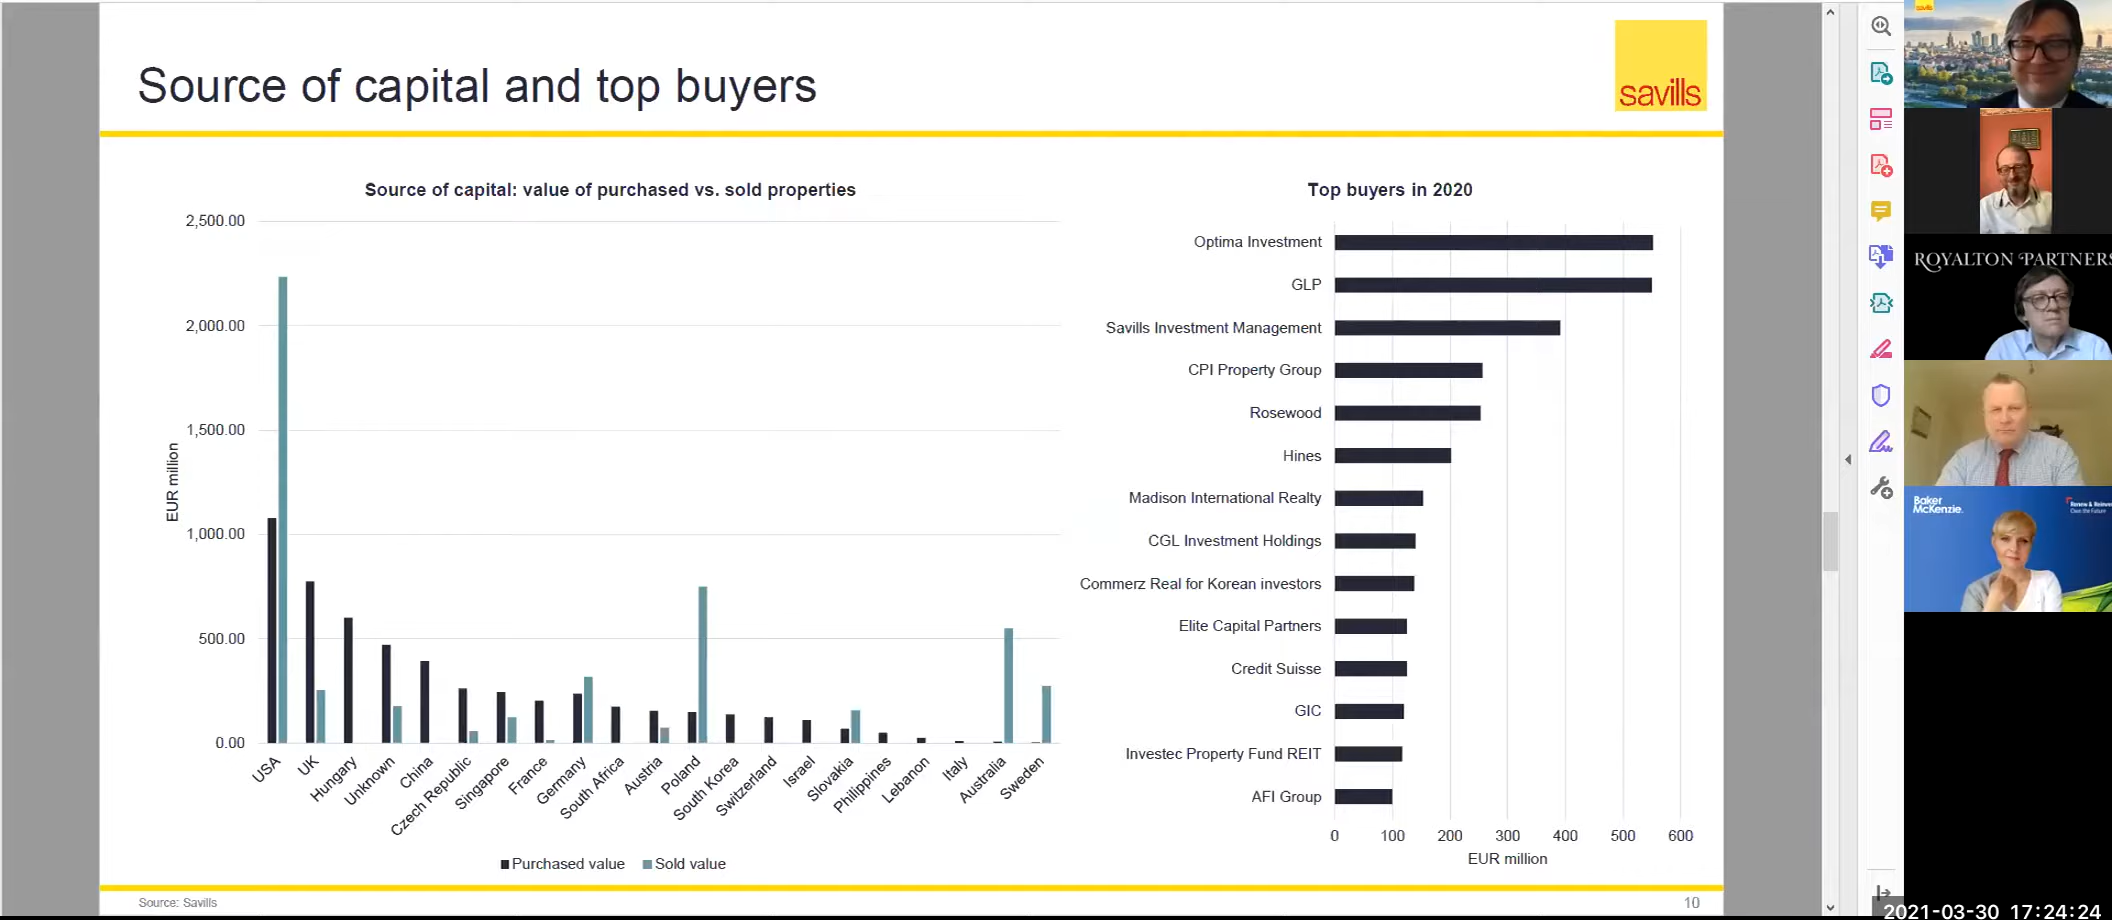 Source of capital and top buyers
savills
Source of capital: value of purchased vs. sold properties
2,500.00
2,000.00
1,500.00
1,000.00
500.00
0.00
EUR million
USA
UK
Hungary
Unknown
China
Czech Republic
Singapore
France
Germany
South Africa
Austria
Poland
South Korea
Switzerland
Israel
Slovakia
Philippines
Lebanon
Italy
Australia
Sweden
Purchased value
Sold value
Top buyers in 2020
Optima Investment
GLP
Savills Investment Management
CPI Property Group
Rosewood
Hines
Madison International Realty
CGL Investment Holdings
Commerz Real for Korean investors
Elite Capital Partners
Credit Suisse
GIC
Investec Property Fund REIT
AFI Group
0 100 200 300 400 500 600
EUR million
Source: Savills
10
savills
ROYALTON PARTNERS
Baker
McKenzie.
2021-03-30 17:24:24